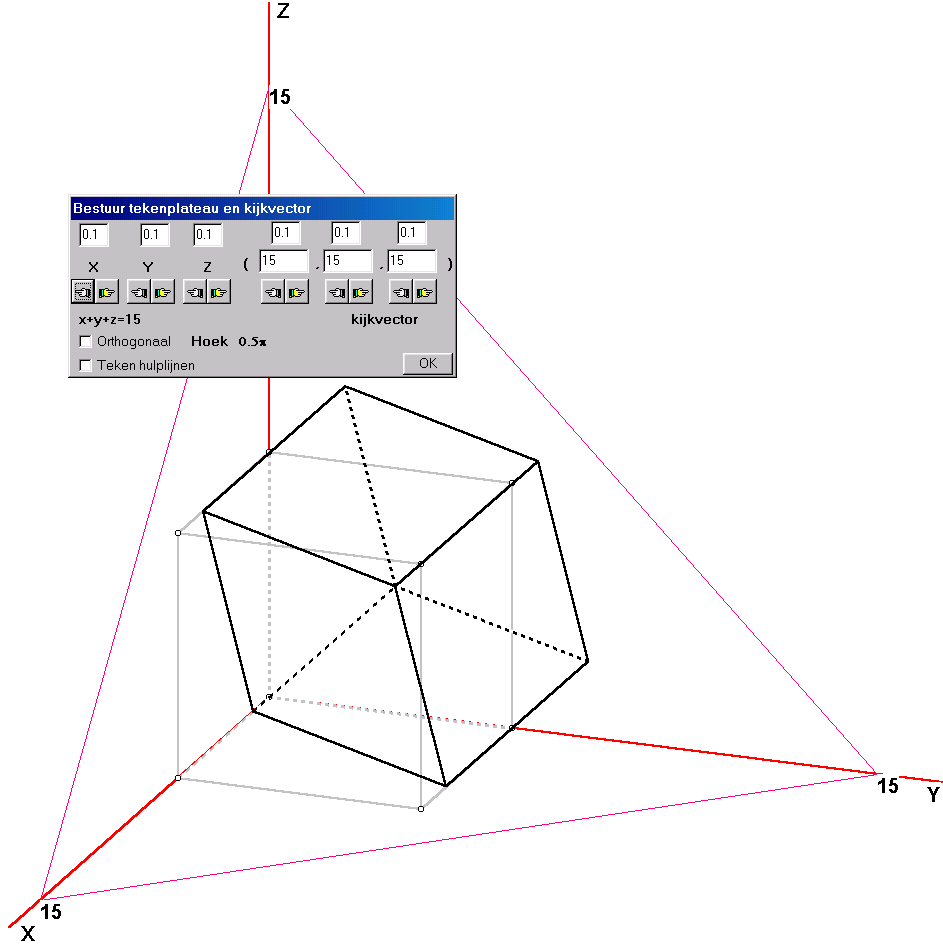 Z
15
Bestuur tekenplateau en kijkvector
0.1 0.1 0.1 0.1 0.1 0.1
X Y Z ( 15 , 15 , 15 )
x+y+z=15 kijkvector
Orthogonaal Hoek 0.5π
Teken hulplijnen OK
15
Y
15
X